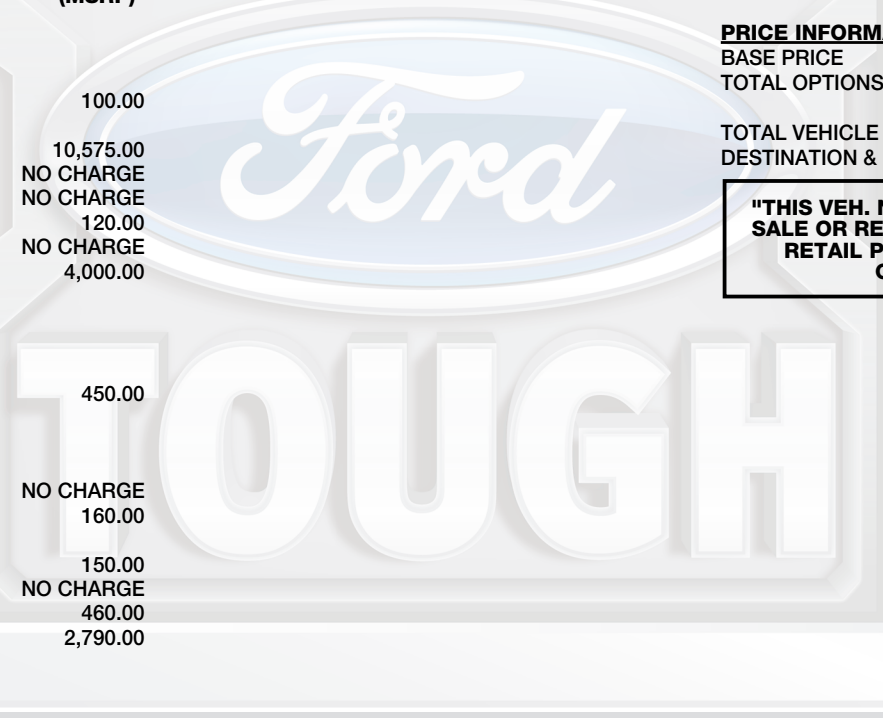 (MSRP)
100.00
10,575.00
NO CHARGE
NO CHARGE
120.00
NO CHARGE
4,000.00
450.00
NO CHARGE
160.00
150.00
NO CHARGE
460.00
2,790.00
PRICE INFORMA
BASE PRICE
TOTAL OPTIONS
TOTAL VEHICLE
DESTINATION &
"THIS VEH.
SALE OR RE
RETAIL P
Ford
TOUGH